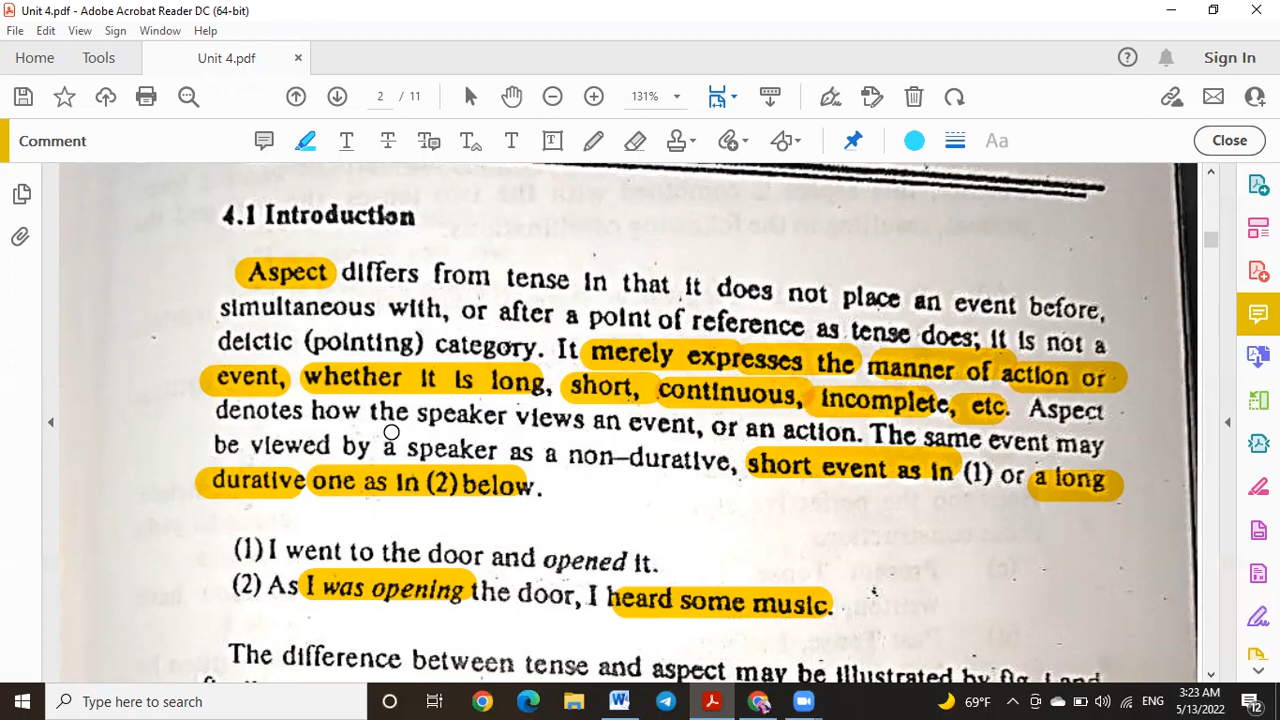 Unit 4.pdf - Adobe Acrobat Reader DC (64-bit)
File Edit View Sign Window Help
Home Tools Unit 4.pdf Sign In
2 / 11 131%
Comment Close
4.1 Introduction
Aspect differs from tense in that it does not place an event before,
simultaneous with, or after a point of reference as tense does; it is not a
deictic (pointing) category. It merely expresses the manner of action or
event, whether it is long, short, continuous, incomplete, etc. Aspect
denotes how the speaker views an event, or an action. The same event may
be viewed by a speaker as a non-durative, short event as in (1) or a long
durative one as in (2) below.
(1) I went to the door and opened it.
(2) As I was opening the door, I heard some music.
The difference between tense and aspect may be illustrated by fig. 1 and
Type here to search
69°F ENG 3:23 AM
5/13/2022 12